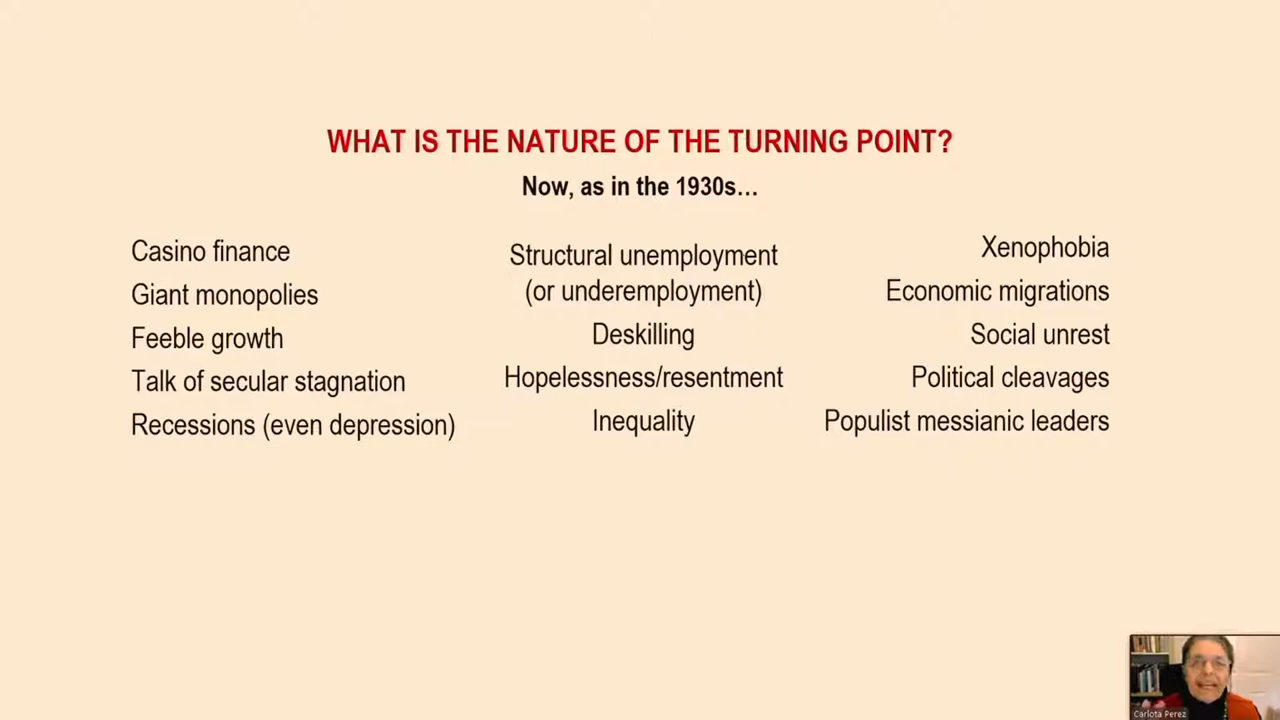 WHAT IS THE NATURE OF THE TURNING POINT?
Now, as in the 1930s…
Casino finance
Giant monopolies
Feeble growth
Talk of secular stagnation
Recessions (even depression)
Structural unemployment
(or underemployment)
Deskilling
Hopelessness/resentment
Inequality
Xenophobia
Economic migrations
Social unrest
Political cleavages
Populist messianic leaders
Carlota Perez